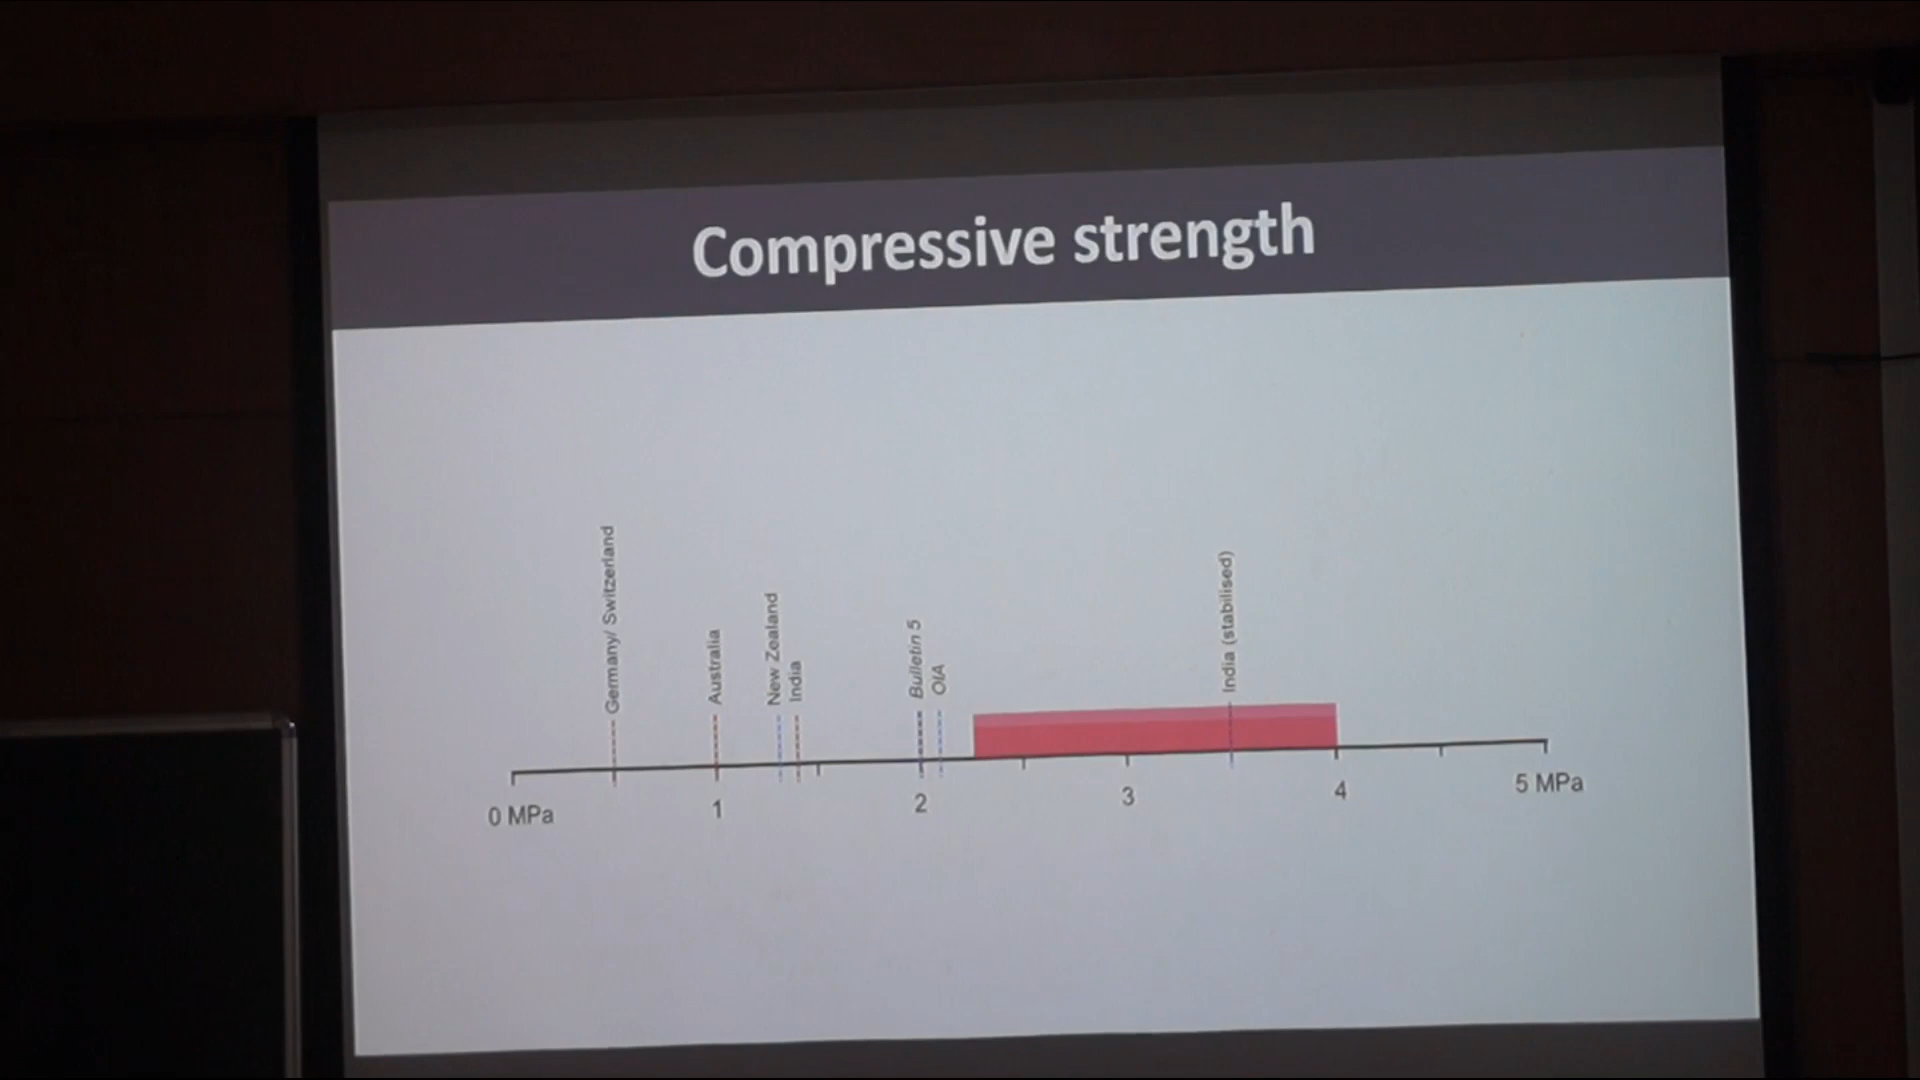 Compressive strength
Germany/ Switzerland
Australia
New Zealand
India
Bulletin 5
OIA
India (stabilised)
0 MPa
1
2
3
4
5 MPa